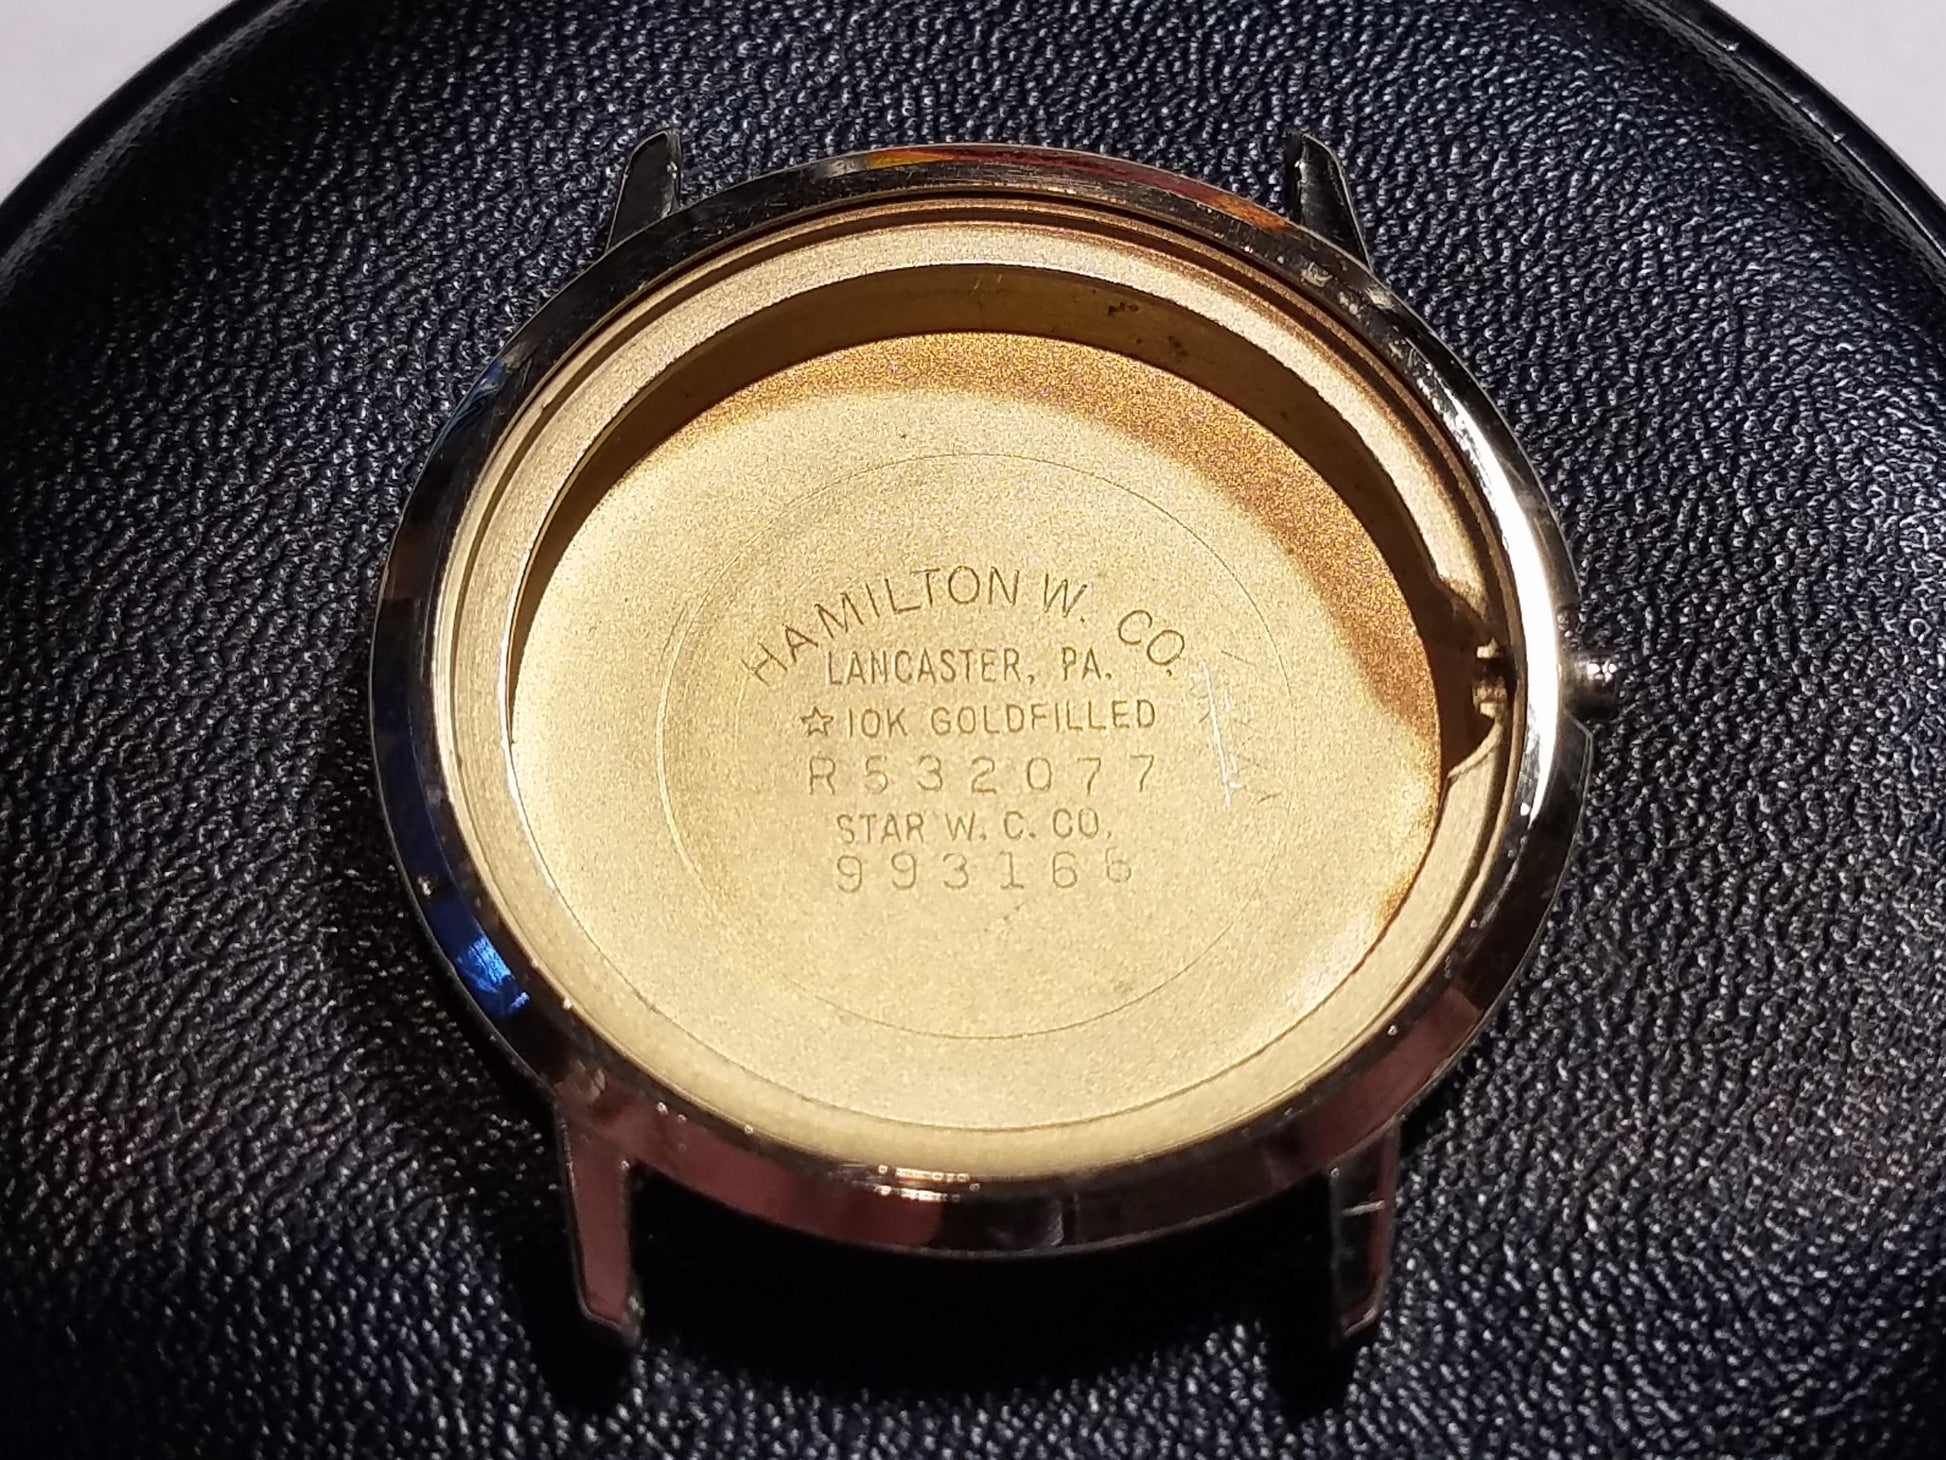 HAMILTON W. CO.
LANCASTER, PA.
☆10K GOLDFILLED
R532077
STAR W. C. CO.
993166